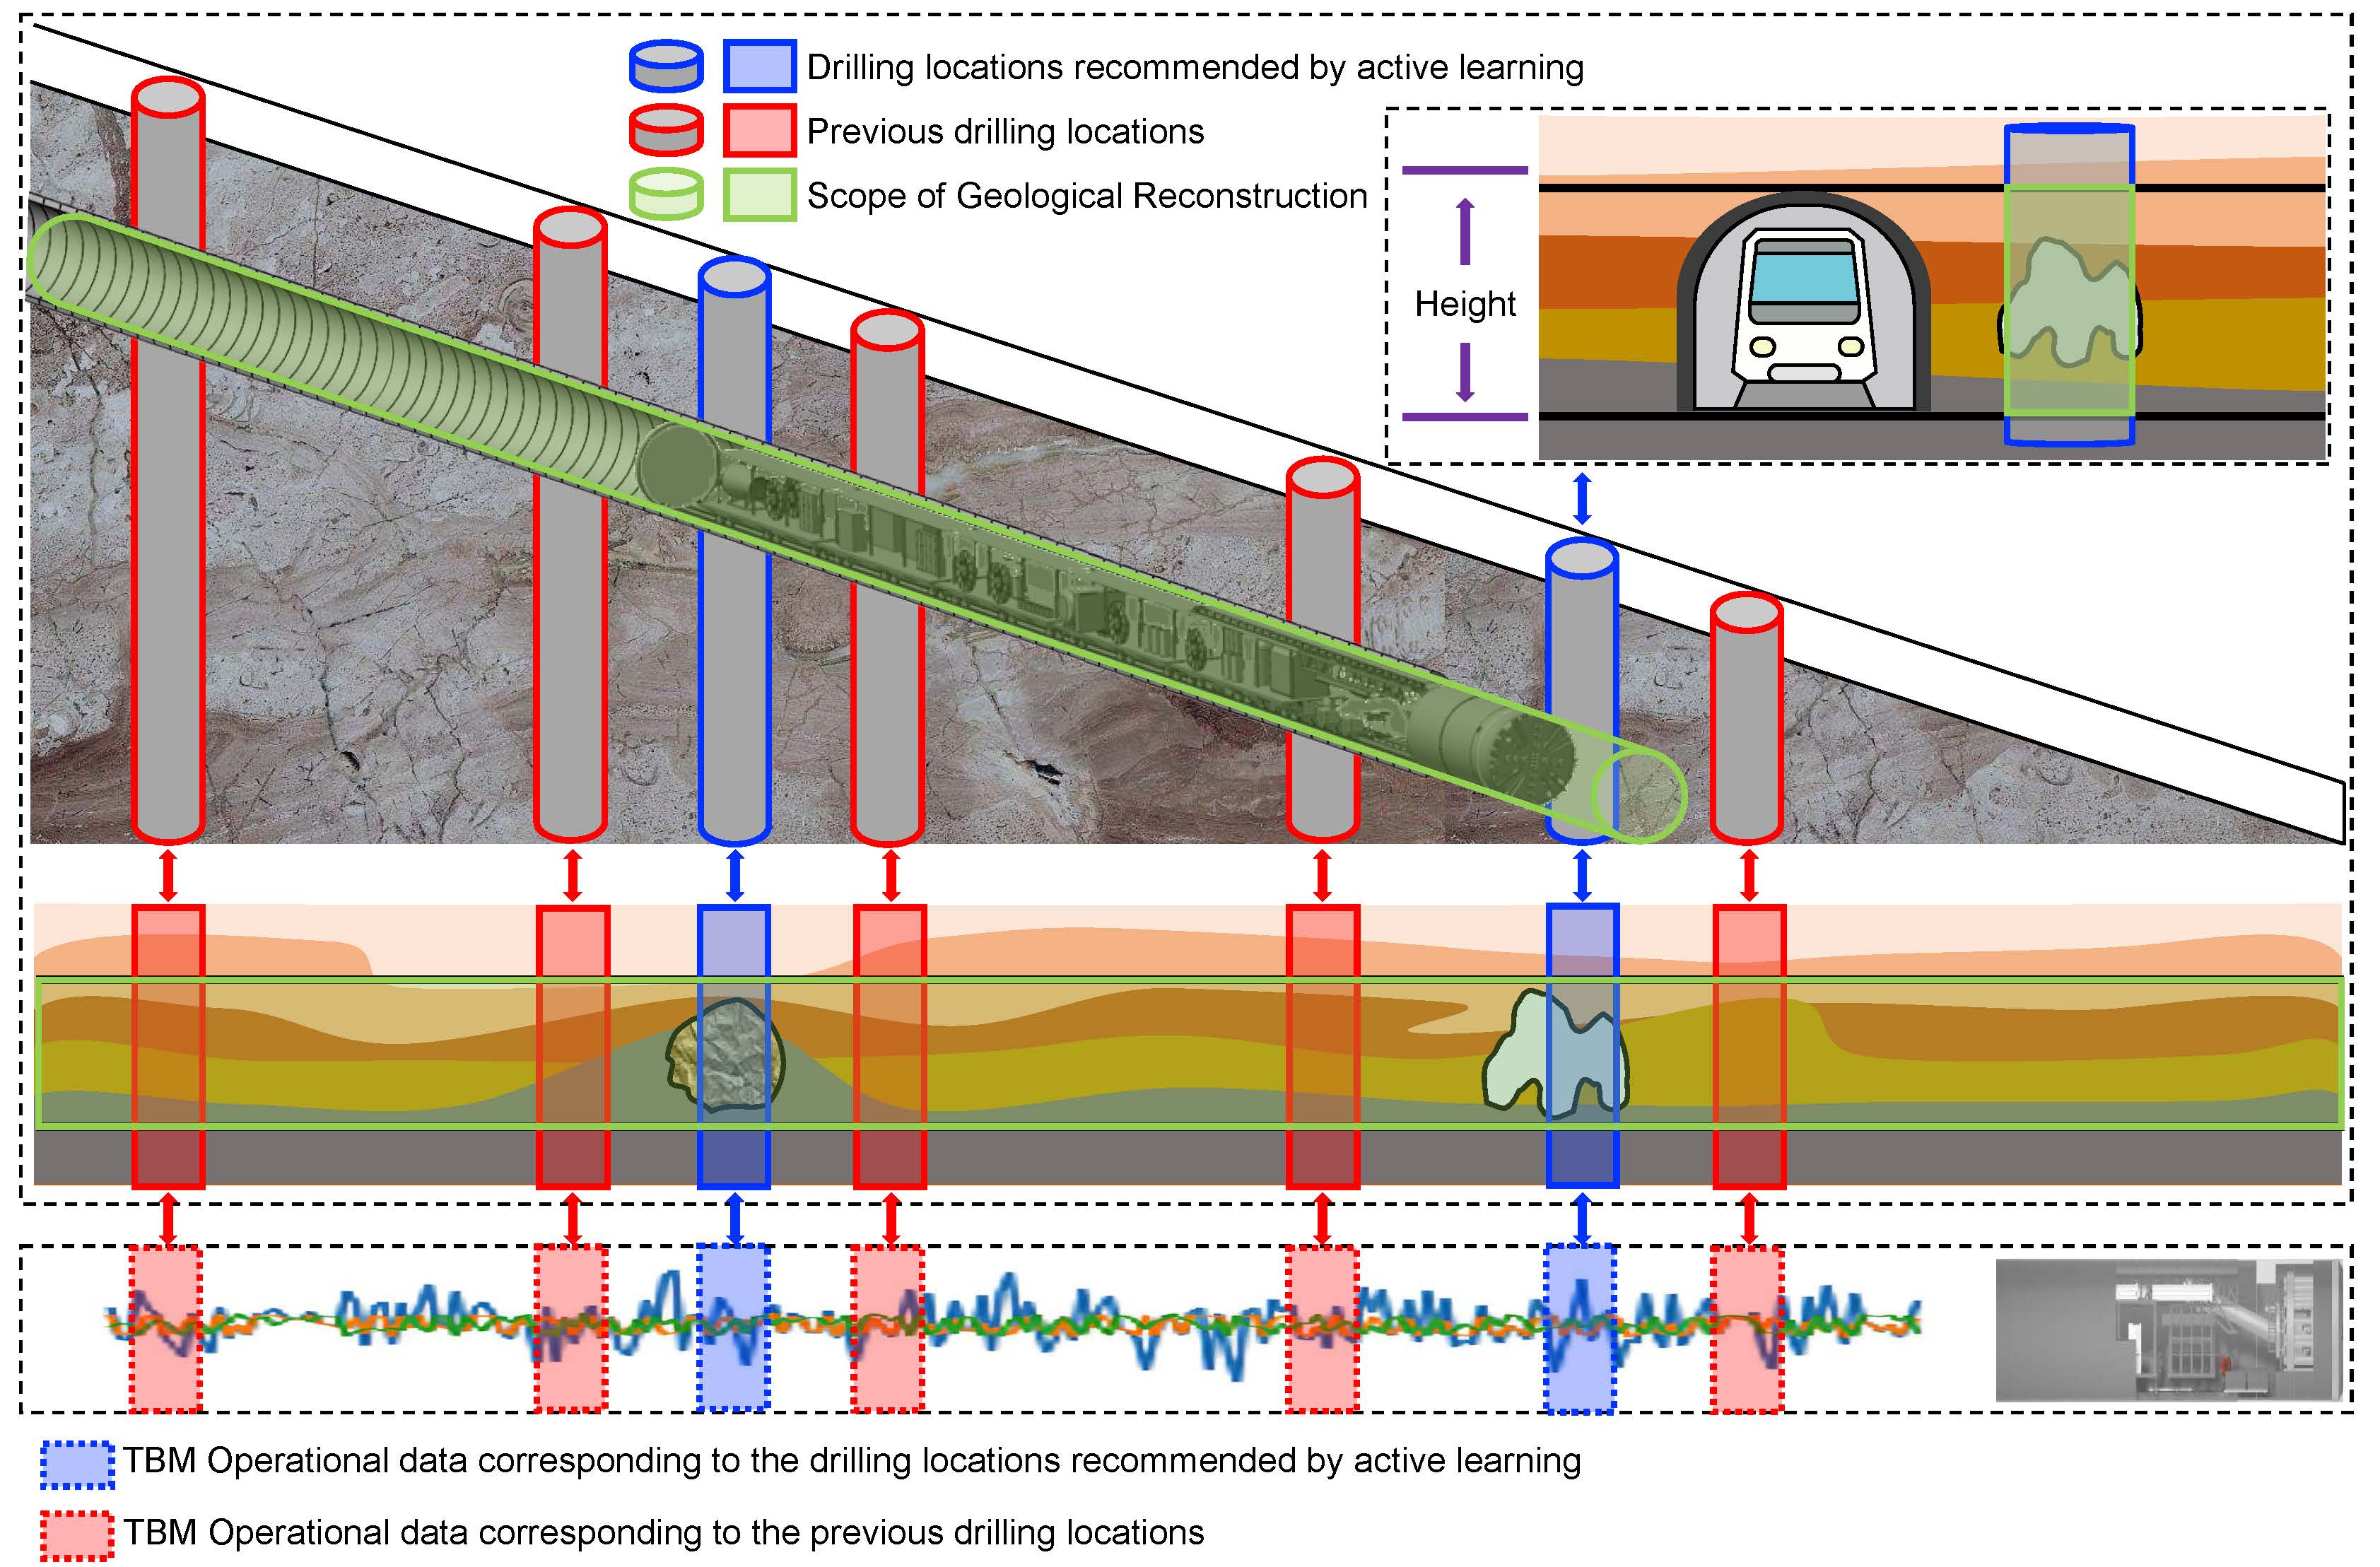 Drilling locations recommended by active learning
Previous drilling locations
Scope of Geological Reconstruction
Height
TBM Operational data corresponding to the drilling locations recommended by active learning
TBM Operational data corresponding to the previous drilling locations